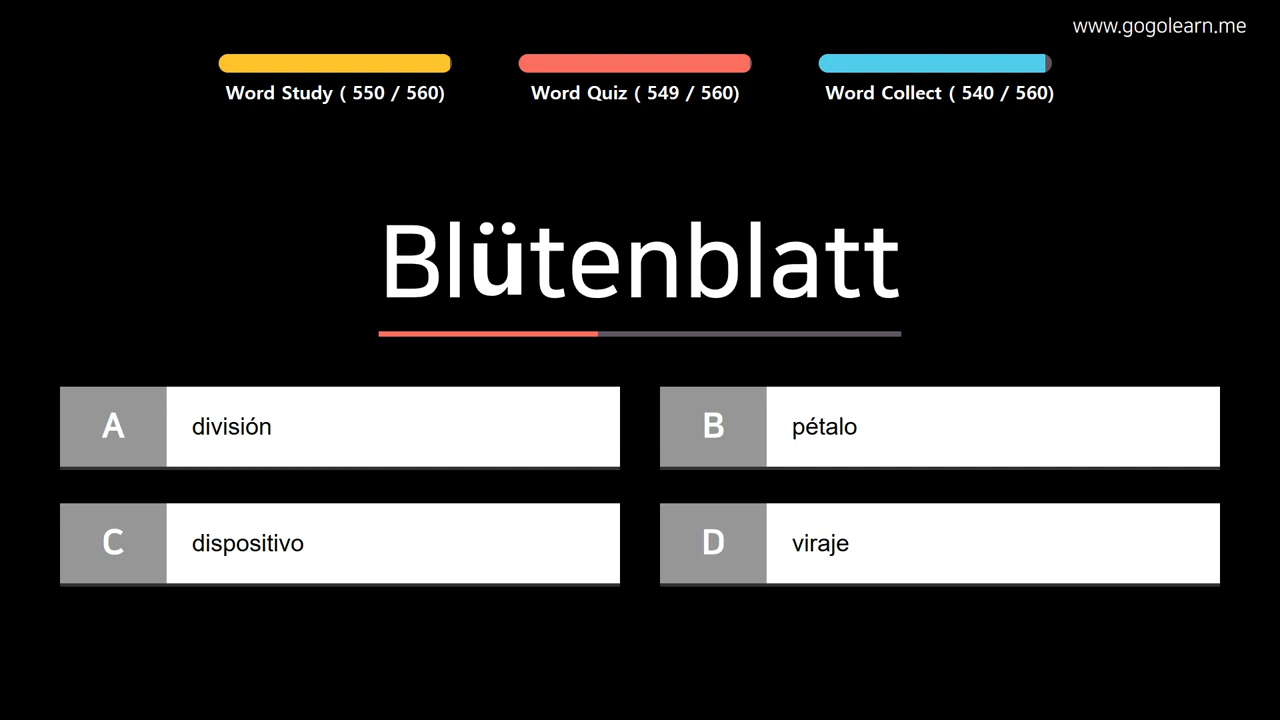 www.gogolearn.me
Word Study ( 550 / 560)
Word Quiz ( 549 / 560)
Word Collect ( 540 / 560)
Blütenblatt
A división
B pétalo
C dispositivo
D viraje